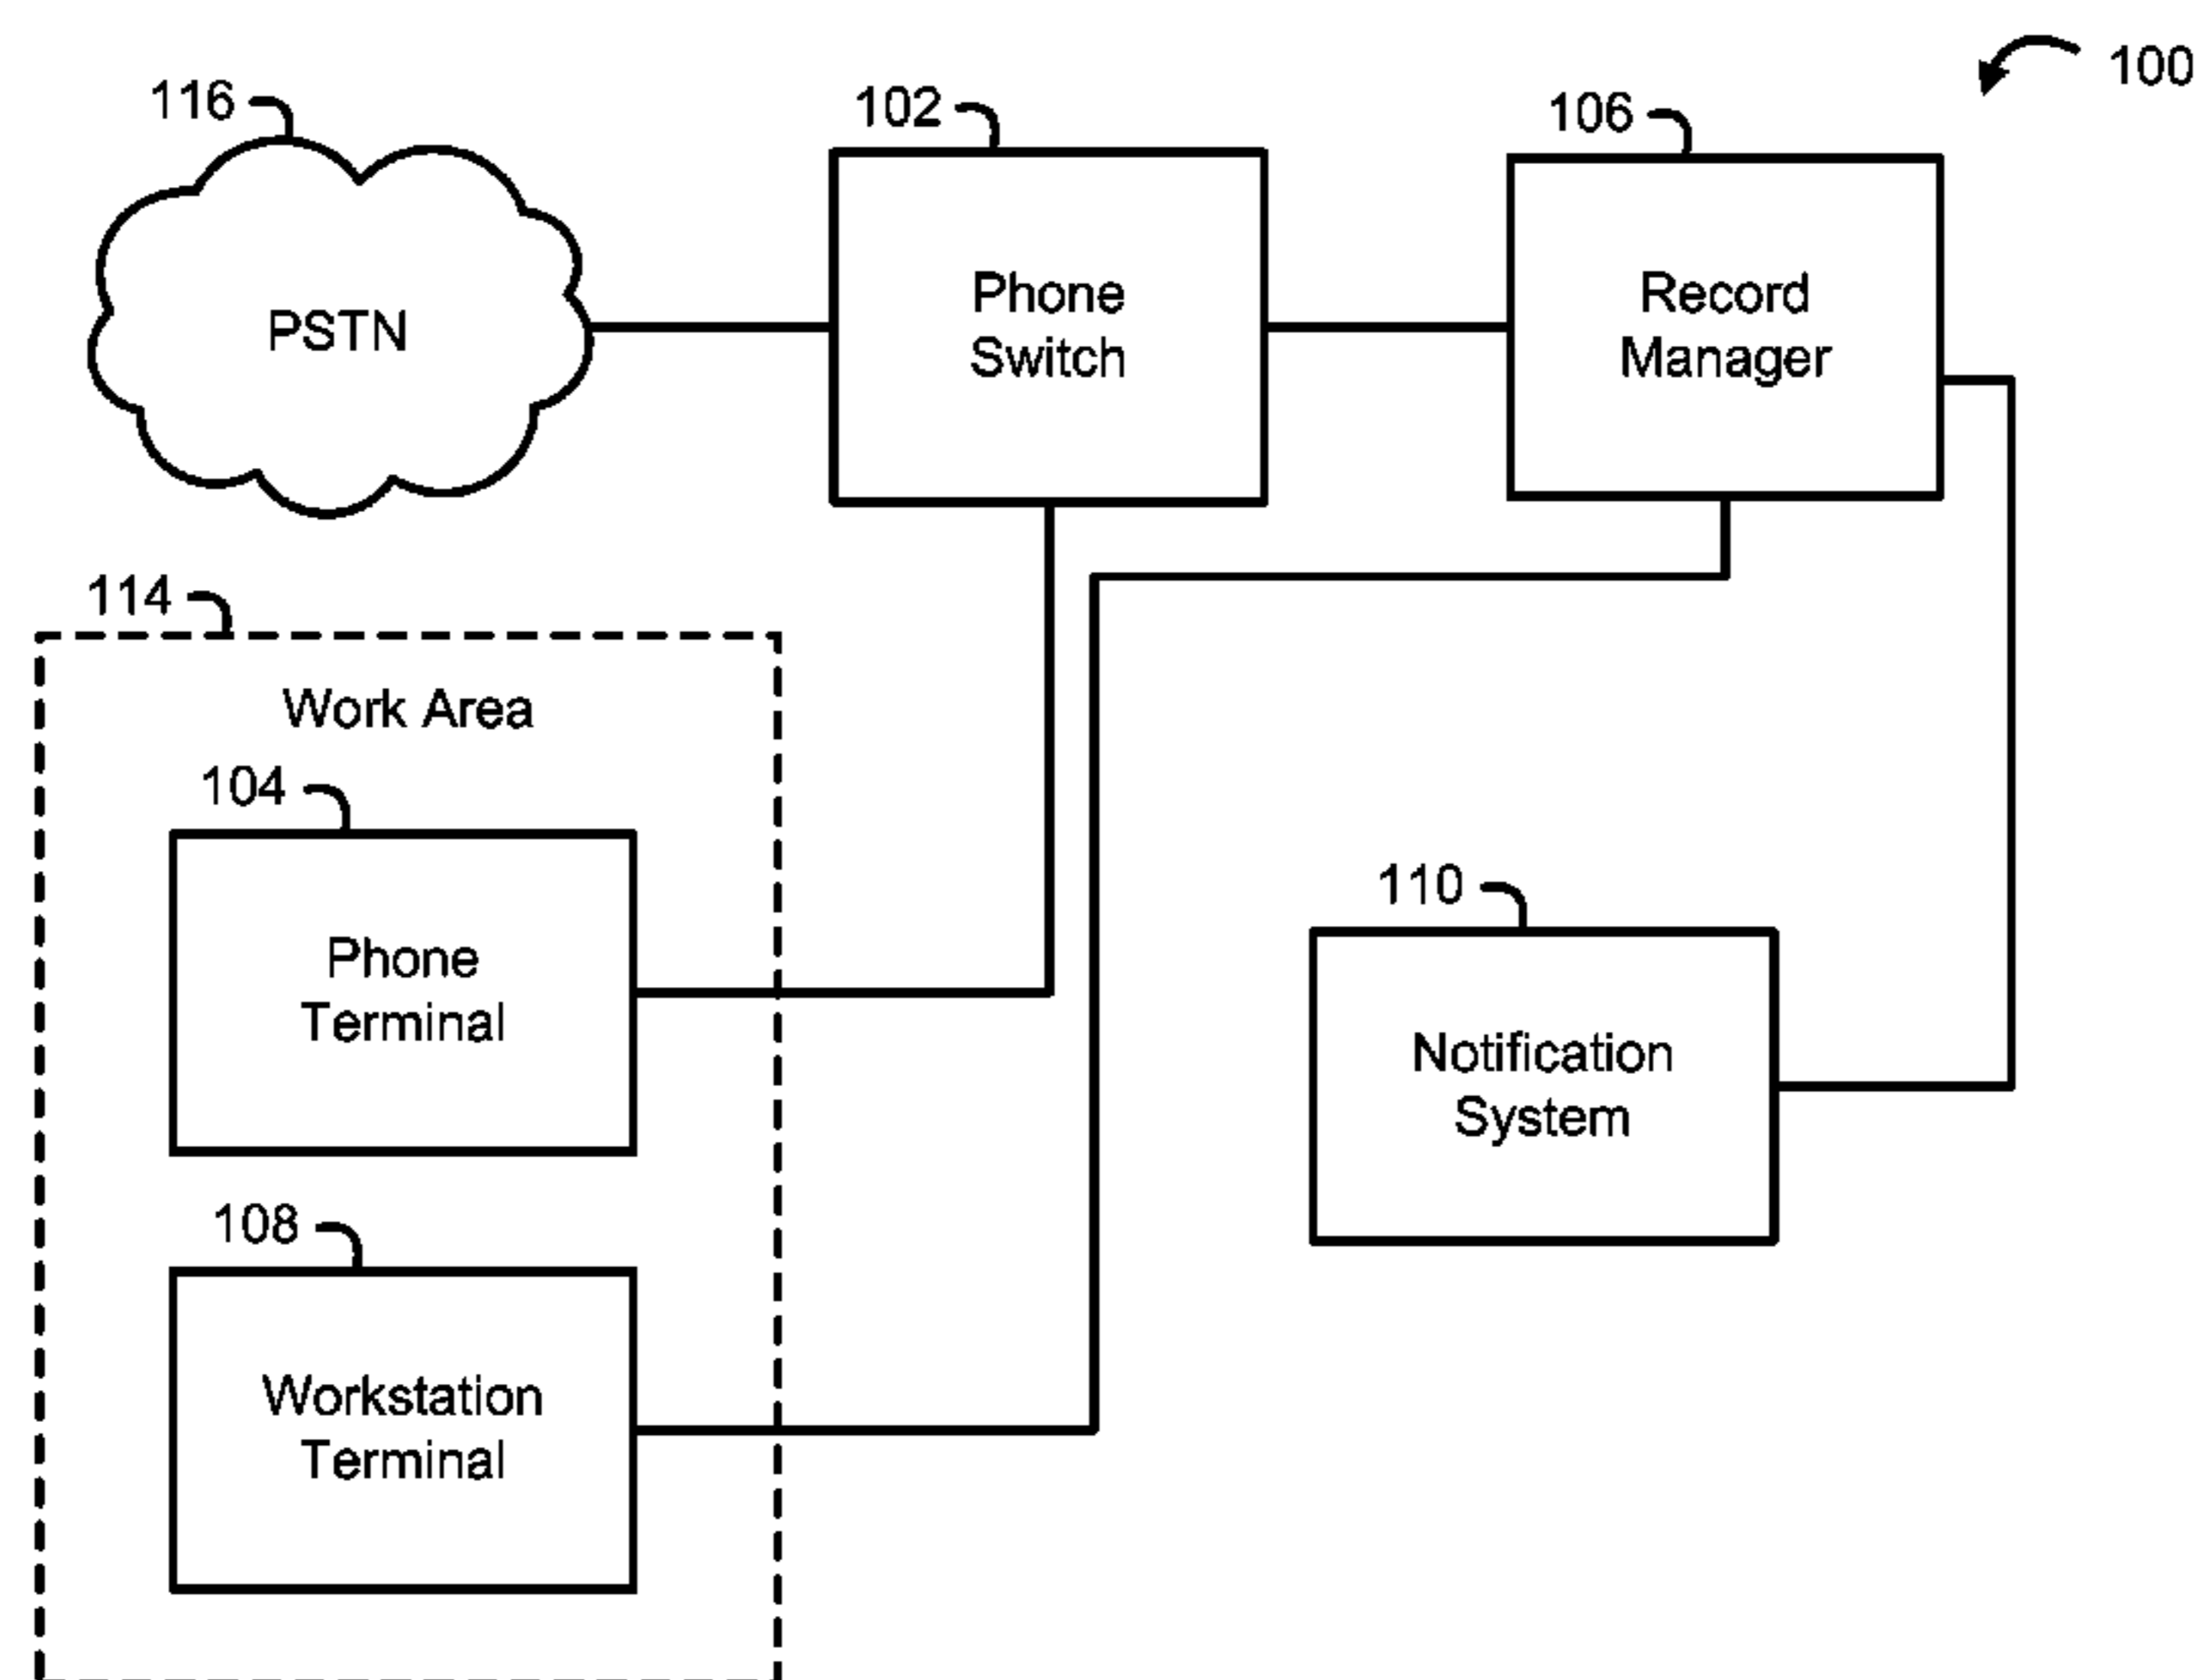 100
116
102
106
PSTN
Phone
Switch
Record
Manager
114
Work Area
104
Phone
Terminal
110
Notification
System
108
Workstation
Terminal